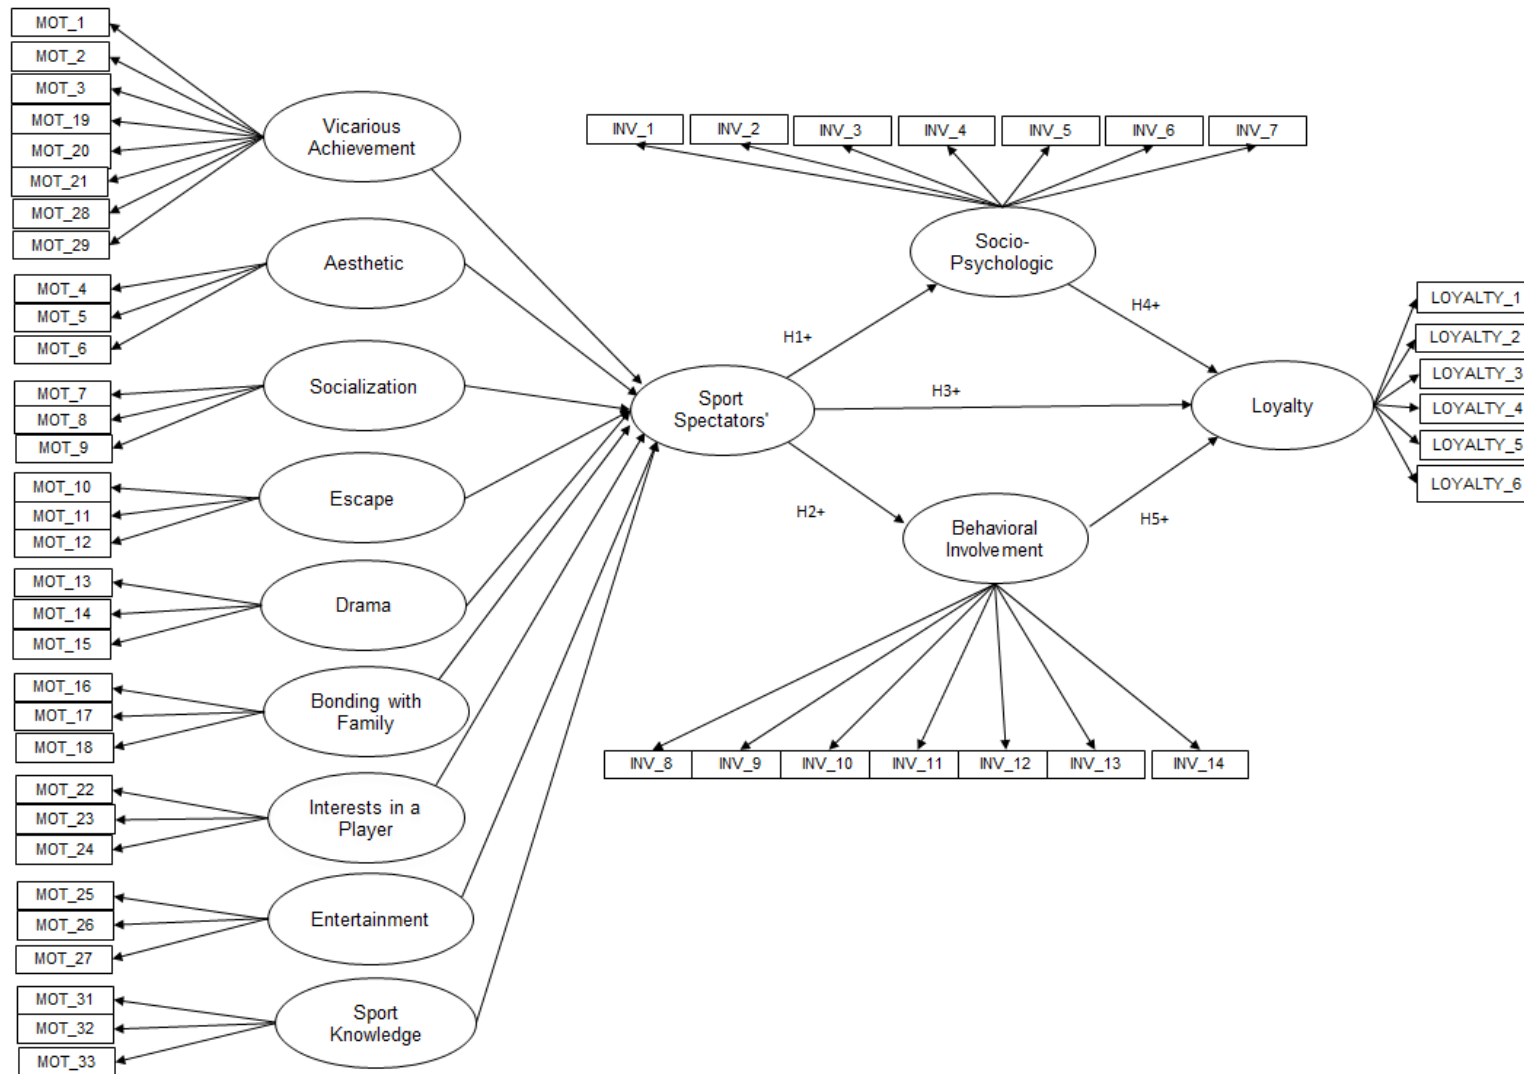 MOT_1
MOT_2
MOT_3
MOT_19
MOT_20
MOT_21
MOT_28
MOT_29
Vicarious
Achievement
MOT_4
MOT_5
MOT_6
Aesthetic
MOT_7
MOT_8
MOT_9
Socialization
MOT_10
MOT_11
MOT_12
Escape
MOT_13
MOT_14
MOT_15
Drama
MOT_16
MOT_17
MOT_18
Bonding with
Family
MOT_22
MOT_23
MOT_24
Interests in a
Player
MOT_25
MOT_26
MOT_27
Entertainment
MOT_31
MOT_32
MOT_33
Sport
Knowledge
Sport
Spectators'
INV_1
INV_2
INV_3
INV_4
INV_5
INV_6
INV_7
Socio-
Psychologic
H1+
H4+
H3+
H2+
H5+
Behavioral
Involvement
INV_8
INV_9
INV_10
INV_11
INV_12
INV_13
INV_14
Loyalty
LOYALTY_1
LOYALTY_2
LOYALTY_3
LOYALTY_4
LOYALTY_5
LOYALTY_6